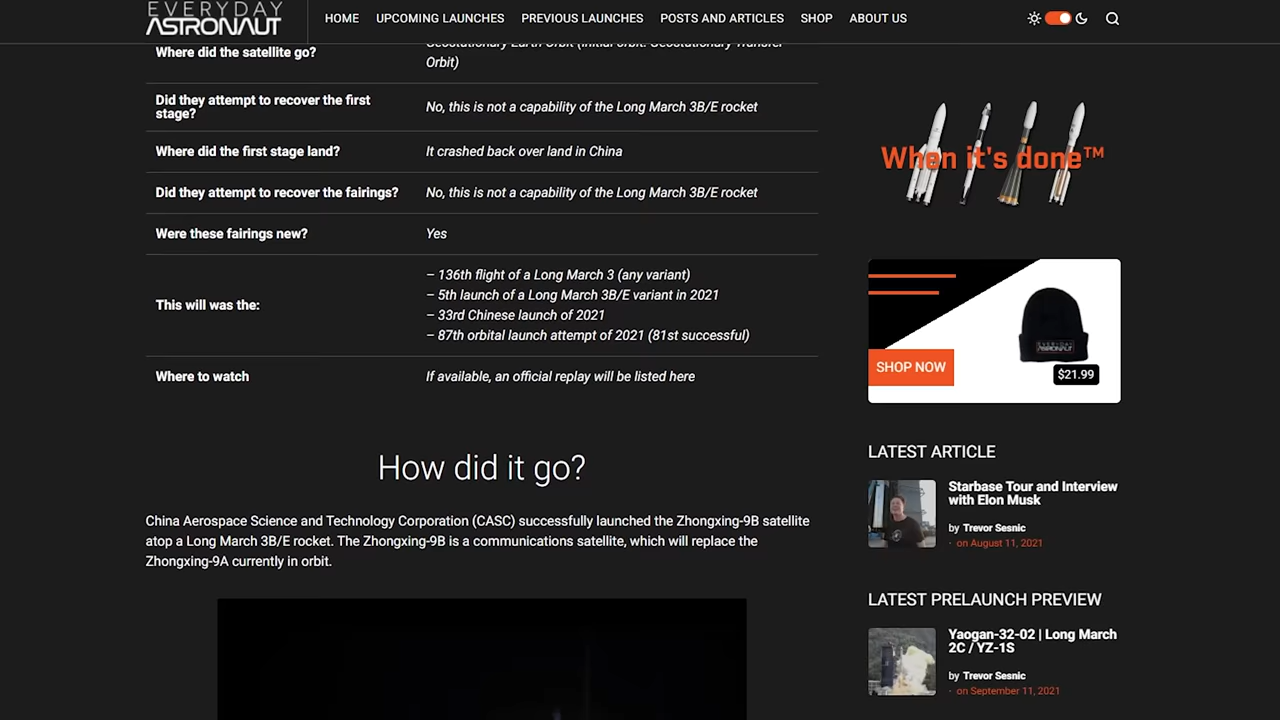 EVERYDAY
ASTRONAUT
HOME
UPCOMING LAUNCHES
PREVIOUS LAUNCHES
POSTS AND ARTICLES
SHOP
ABOUT US
Where did the satellite go?
Geostationary Earth Orbit (initial orbit: Geostationary Transfer
Orbit)
Did they attempt to recover the first
stage?
No, this is not a capability of the Long March 3B/E rocket
Where did the first stage land?
It crashed back over land in China
Did they attempt to recover the fairings?
No, this is not a capability of the Long March 3B/E rocket
Were these fairings new?
Yes
This will was the:
– 136th flight of a Long March 3 (any variant)
– 5th launch of a Long March 3B/E variant in 2021
– 33rd Chinese launch of 2021
– 87th orbital launch attempt of 2021 (81st successful)
Where to watch
If available, an official replay will be listed here
How did it go?
China Aerospace Science and Technology Corporation (CASC) successfully launched the Zhongxing-9B satellite
atop a Long March 3B/E rocket. The Zhongxing-9B is a communications satellite, which will replace the
Zhongxing-9A currently in orbit.
When it's done™
SHOP NOW
EVERYDAY
ASTRONAUT
$21.99
LATEST ARTICLE
Starbase Tour and Interview
with Elon Musk
by Trevor Sesnic
· on August 11, 2021
LATEST PRELAUNCH PREVIEW
Yaogan-32-02 | Long March
2C / YZ-1S
by Trevor Sesnic
· on September 11, 2021